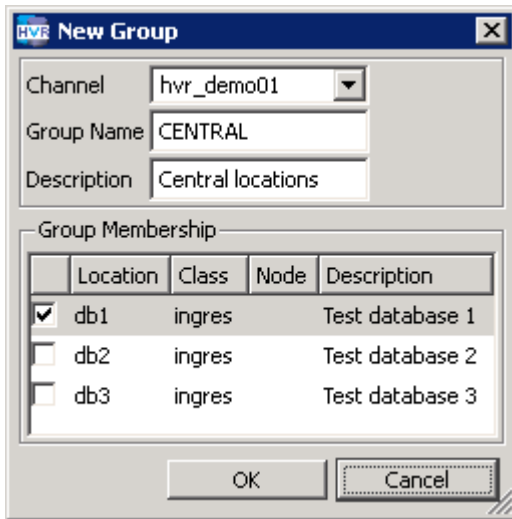 HVR New Group
Channel hvr_demo01
Group Name CENTRAL
Description Central locations
Group Membership
Location Class Node Description
db1 ingres Test database 1
db2 ingres Test database 2
db3 ingres Test database 3
OK Cancel